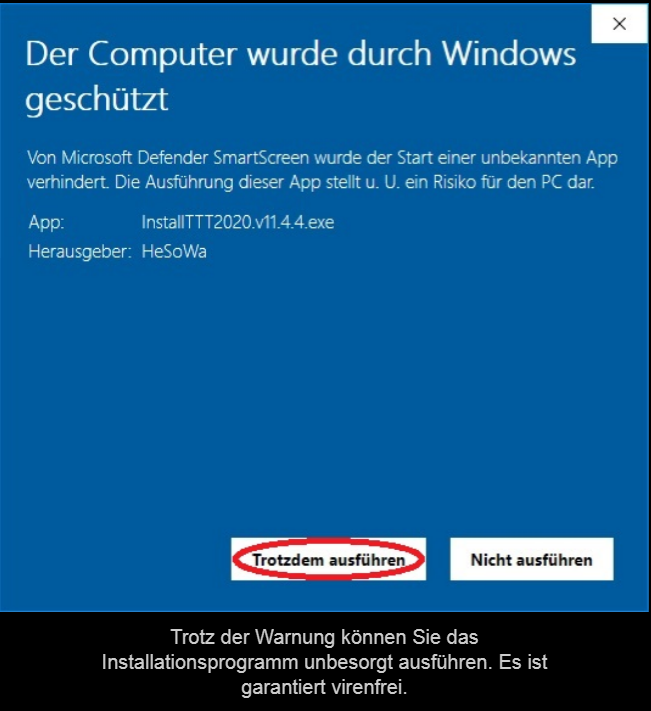 Der Computer wurde durch Windows
geschützt
Von Microsoft Defender SmartScreen wurde der Start einer unbekannten App
verhindert. Die Ausführung dieser App stellt u. U. ein Risiko für den PC dar.
App: InstallTTT2020.v11.4.4.exe
Herausgeber: HeSoWa
Trotzdem ausführen Nicht ausführen
Trotz der Warnung können Sie das
Installationsprogramm unbesorgt ausführen. Es ist
garantiert virenfrei.